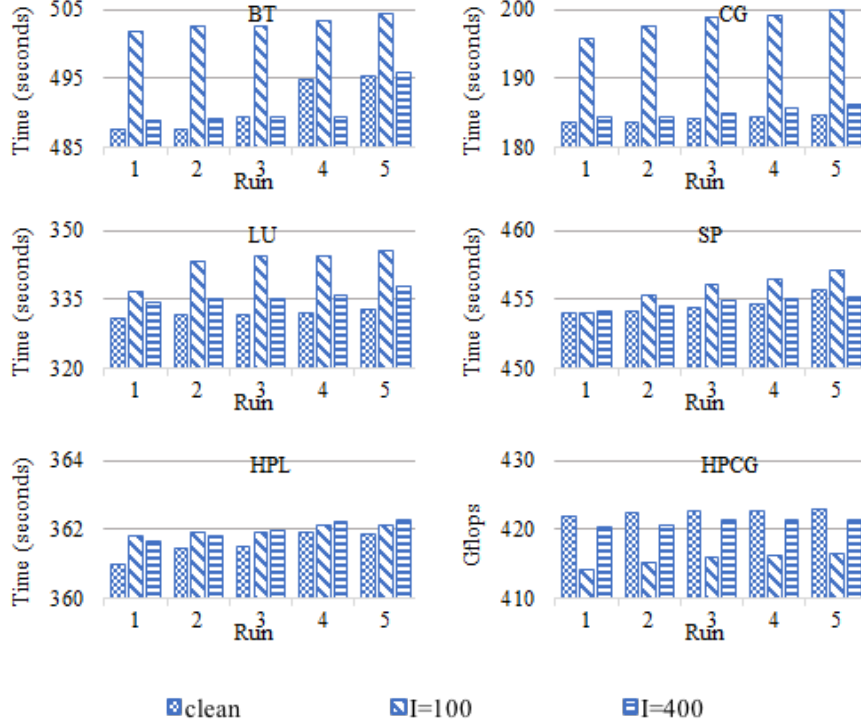 BT
Time (seconds)
505
495
485
1 2 3 4 5
Run
CG
Time (seconds)
200
190
180
1 2 3 4 5
Run
LU
Time (seconds)
350
335
320
1 2 3 4 5
Run
SP
Time (seconds)
460
455
450
1 2 3 4 5
Run
HPL
Time (seconds)
364
362
360
1 2 3 4 5
Run
HPCG
Gflops
430
420
410
1 2 3 4 5
Run
clean I=100 I=400